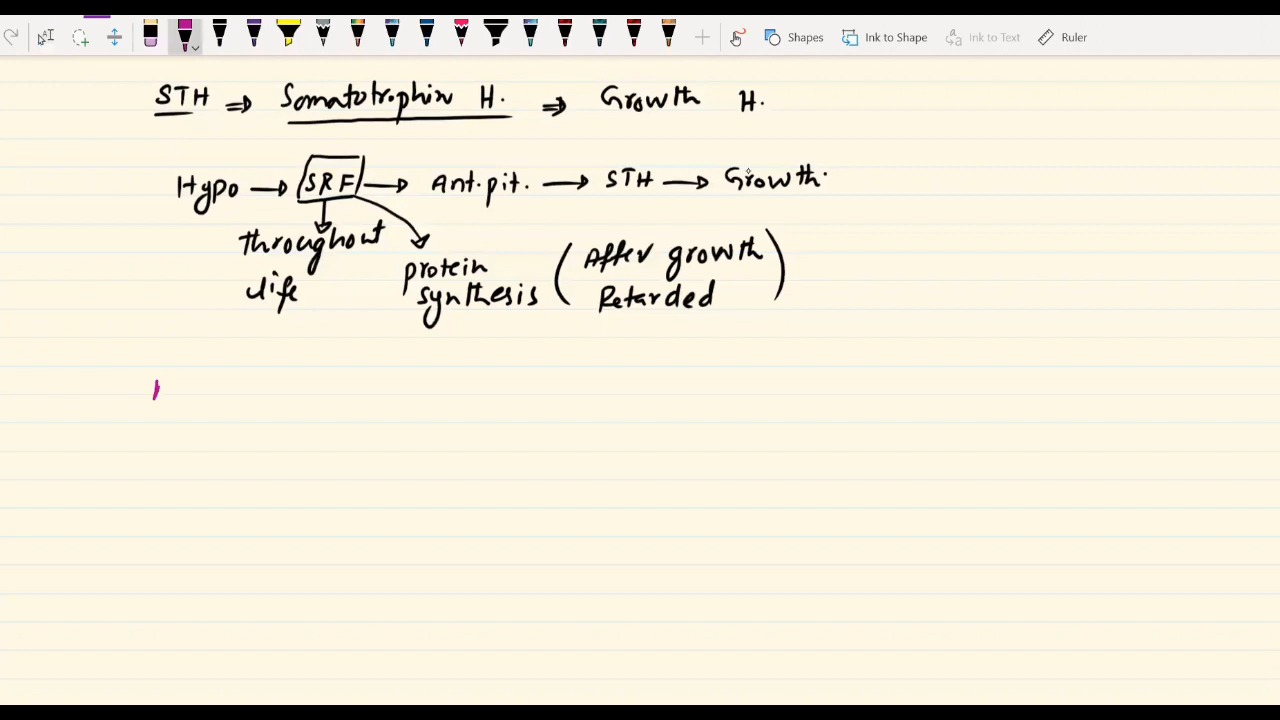 Shapes Ink to Shape Ink to Text Ruler
STH ⇒ Somatotrophin H. ⇒ Growth H.
Hypo → SRF → Ant.pit. → STH → Growth.
throughout
life
protein
synthesis
(After growth
Retarded)